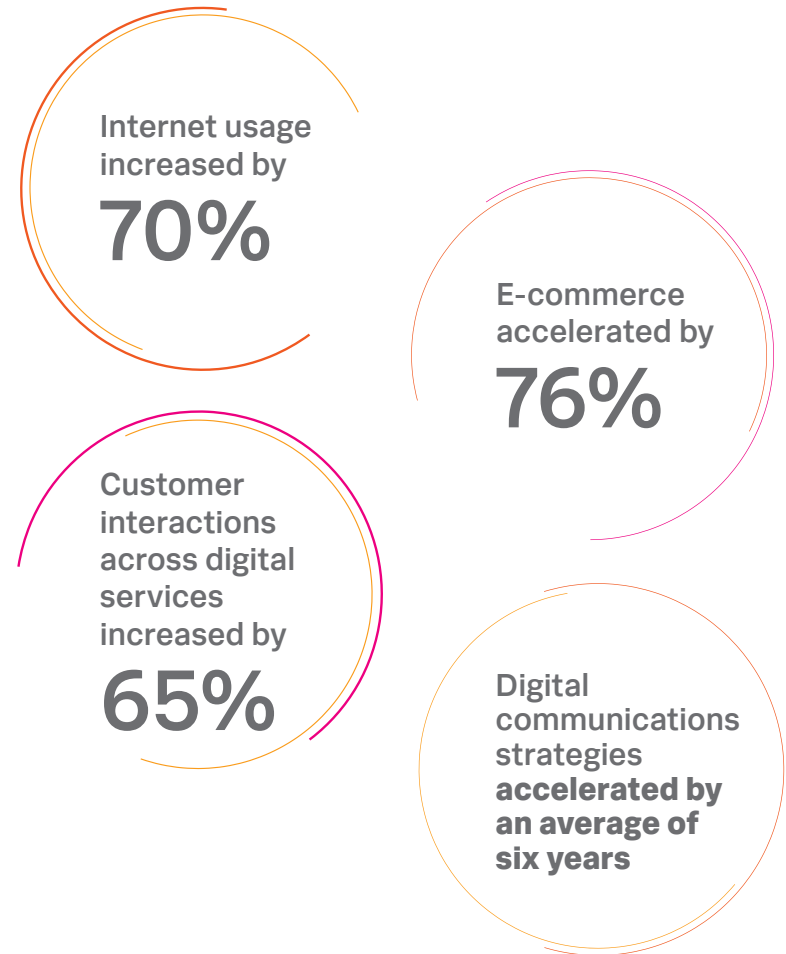 Internet usage
increased by
70%
E-commerce
accelerated by
76%
Customer
interactions
across digital
services
increased by
65%
Digital
communications
strategies
accelerated by
an average of
six years